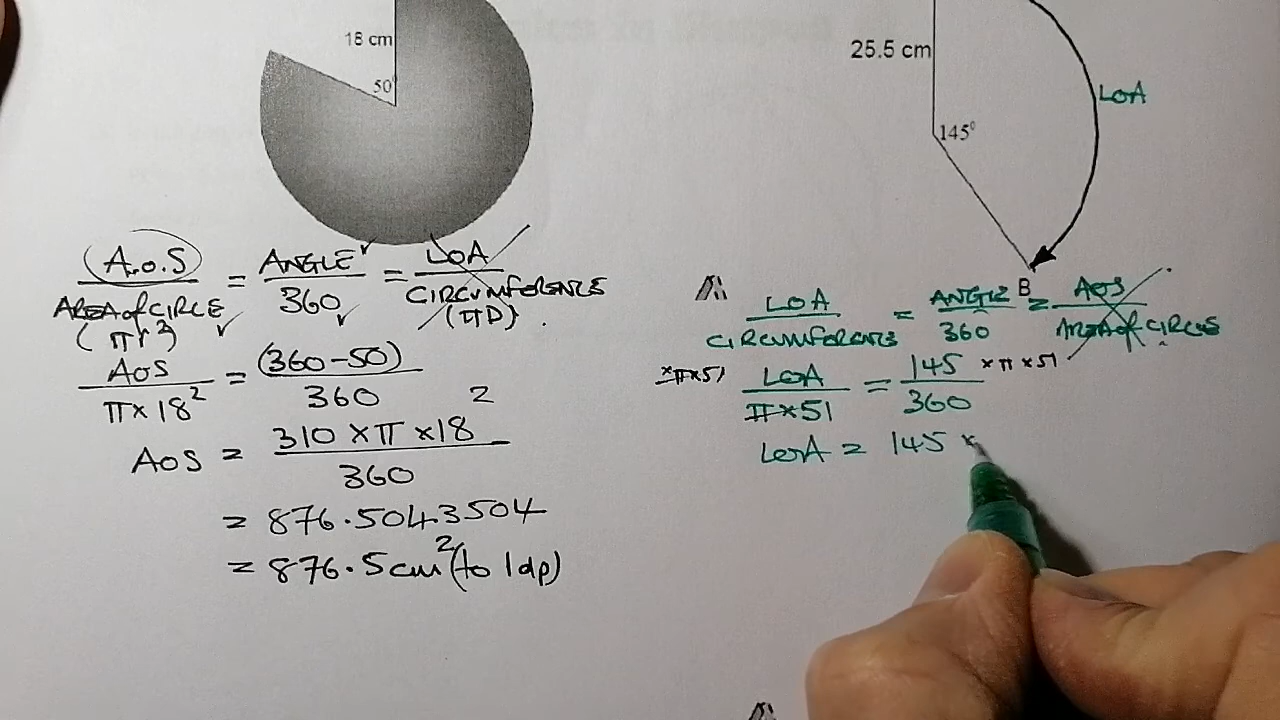 18 cm
50°
A.o.S / AREA of CIRCLE (πr²) = ANGLE / 360 = LOA / CIRCUMFERENCE (πD).
AoS / π × 18² = (360-50) / 360
AoS = 310 × π × 18² / 360
= 876.5043504
= 876.5cm² (to 1dp)
25.5 cm
LOA
145°
B
LOA / CIRCUMFERENCE = ANGLE / 360 = AOS / AREA of CIRCLE
×π×51 LOA / π×51 = 145 / 360 ×π×51
LOA = 145 ×